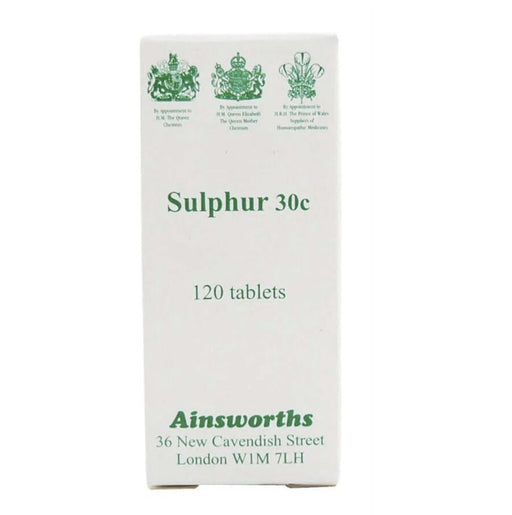 By Appointment to
H.M. The Queen
Chemists
By Appointment to
H.M. Queen Elizabeth
The Queen Mother
Chemists
By Appointment to
H.R.H. The Prince of Wales
Suppliers of
Homoeopathic Medicines
Sulphur 30c
120 tablets
Ainsworths
36 New Cavendish Street
London W1M 7LH